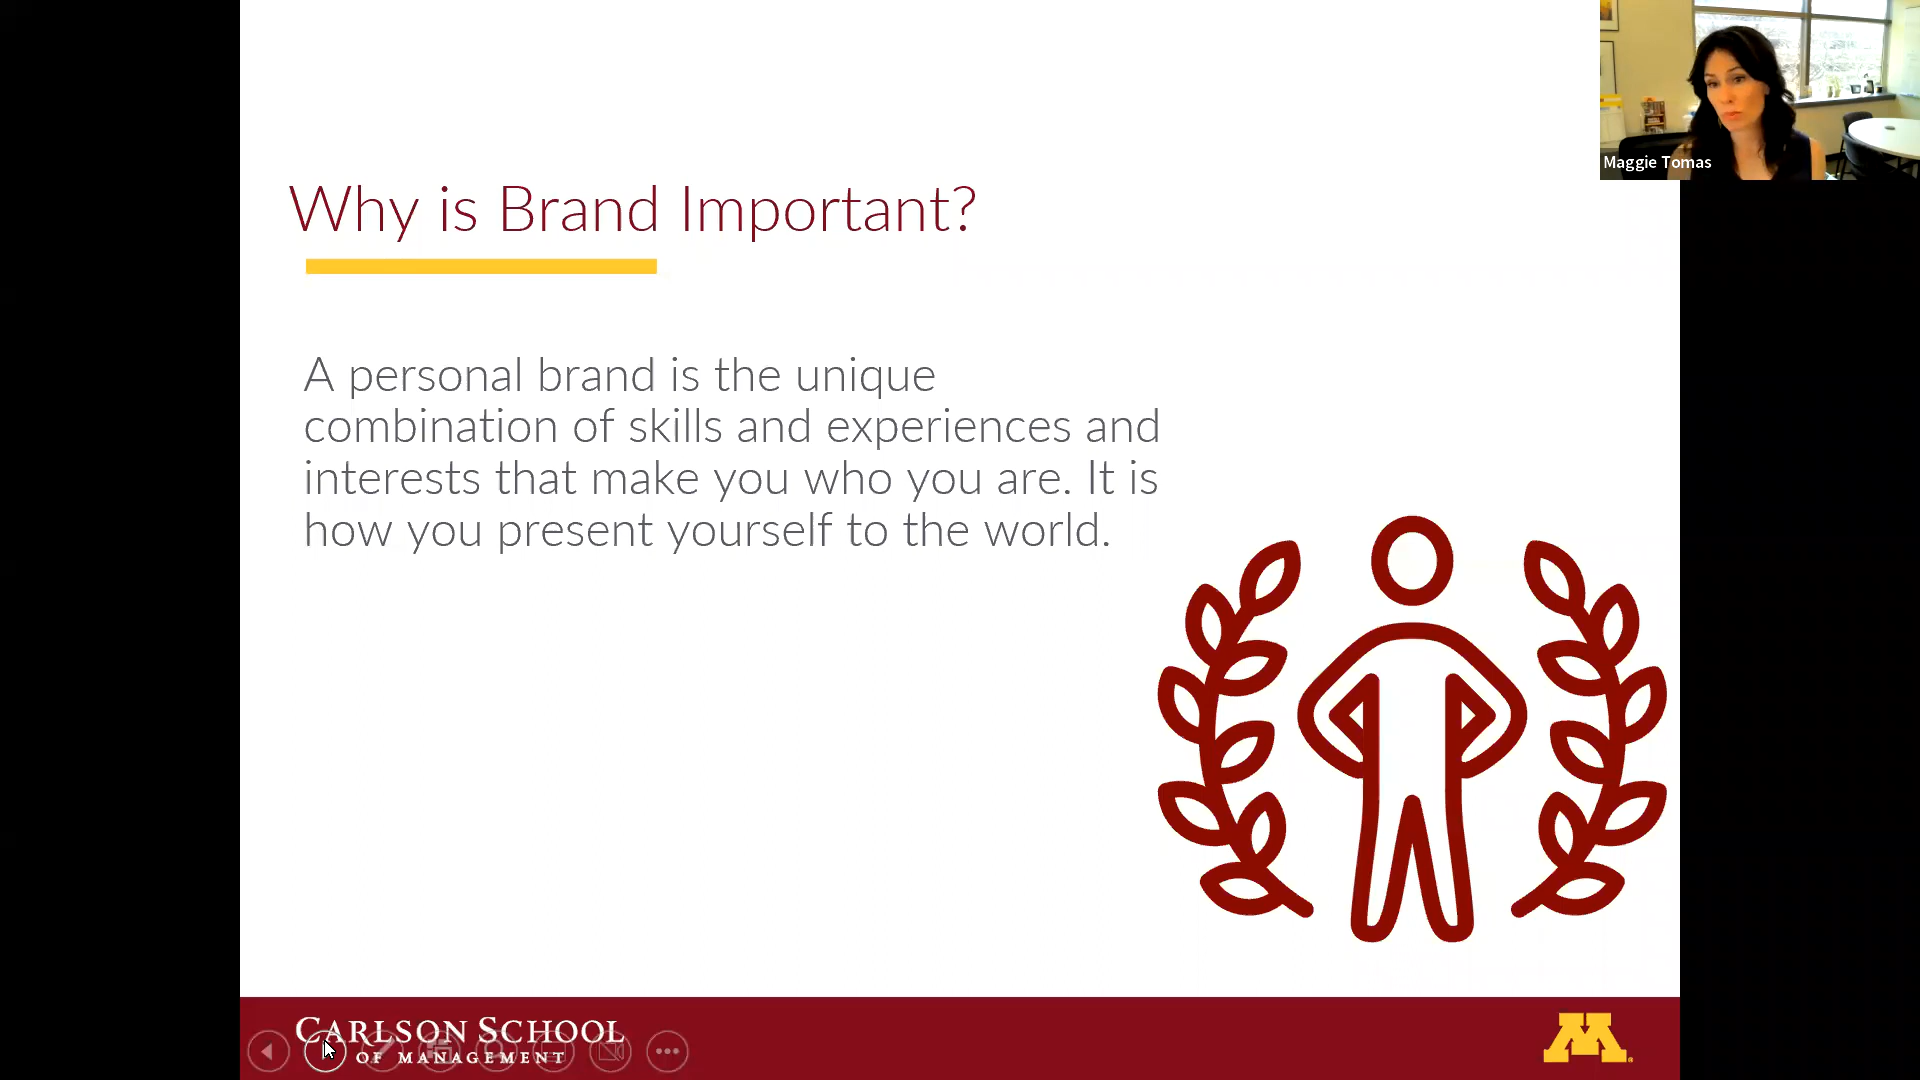 Maggie Tomas
Why is Brand Important?
A personal brand is the unique
combination of skills and experiences and
interests that make you who you are. It is
how you present yourself to the world.
CARLSON SCHOOL
OF MANAGEMENT
M